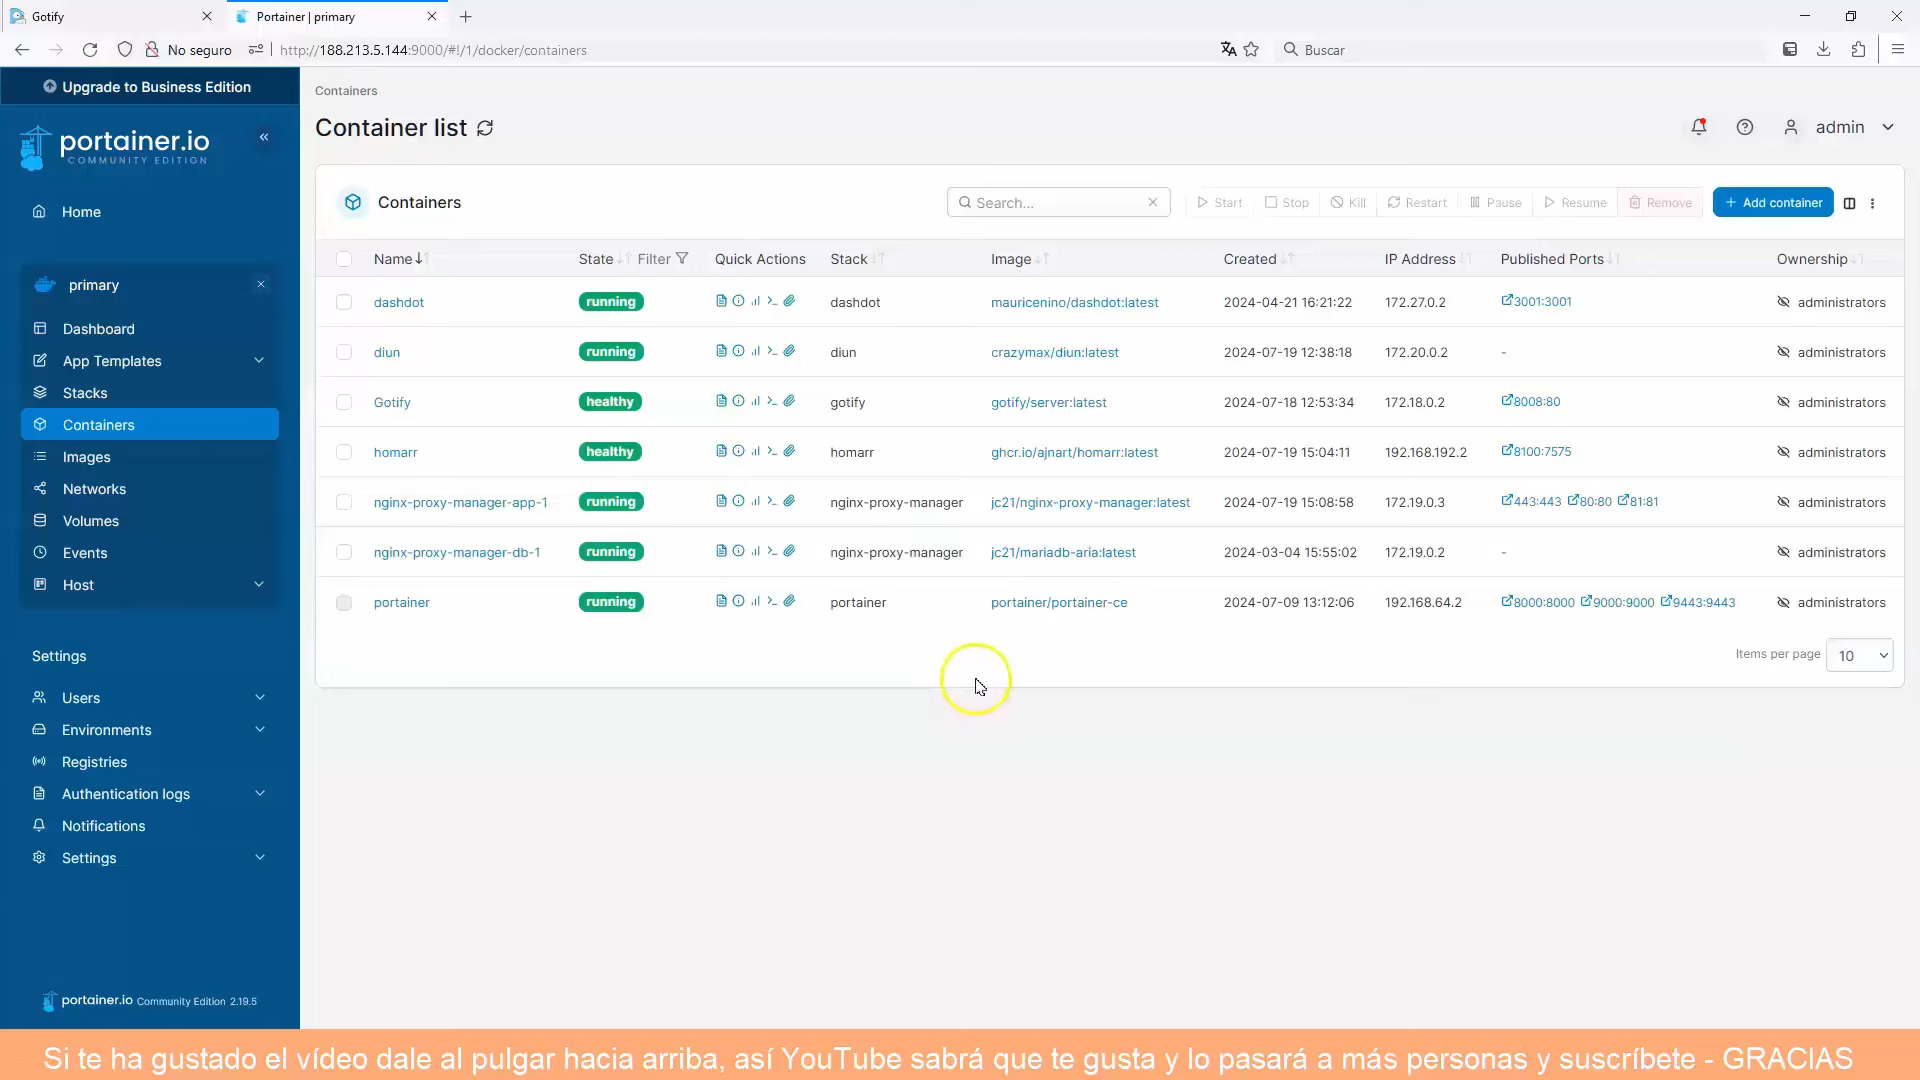 Gotify
Portainer | primary
No seguro
http://188.213.5.144:9000/#!/1/docker/containers
Buscar
Upgrade to Business Edition
portainer.io
COMMUNITY EDITION
Home
primary
Dashboard
App Templates
Stacks
Containers
Images
Networks
Volumes
Events
Host
Settings
Users
Environments
Registries
Authentication logs
Notifications
Settings
portainer.io Community Edition 2.19.5
Containers
Container list
admin
Containers
Search...
Start Stop Kill Restart Pause Resume Remove
Add container
Name State Filter Quick Actions Stack Image Created IP Address Published Ports Ownership
dashdot running dashdot mauricenino/dashdot:latest 2024-04-21 16:21:22 172.27.0.2 3001:3001 administrators
diun running diun crazymax/diun:latest 2024-07-19 12:38:18 172.20.0.2 - administrators
Gotify healthy gotify gotify/server:latest 2024-07-18 12:53:34 172.18.0.2 8008:80 administrators
homarr healthy homarr ghcr.io/ajnart/homarr:latest 2024-07-19 15:04:11 192.168.192.2 8100:7575 administrators
nginx-proxy-manager-app-1 running nginx-proxy-manager jc21/nginx-proxy-manager:latest 2024-07-19 15:08:58 172.19.0.3 443:443 80:80 81:81 administrators
nginx-proxy-manager-db-1 running nginx-proxy-manager jc21/mariadb-aria:latest 2024-03-04 15:55:02 172.19.0.2 - administrators
portainer running portainer portainer/portainer-ce 2024-07-09 13:12:06 192.168.64.2 8000:8000 9000:9000 9443:9443 administrators
Items per page 10
Si te ha gustado el vídeo dale al pulgar hacia arriba, así YouTube sabrá que te gusta y lo pasará a más personas y suscríbete - GRACIAS